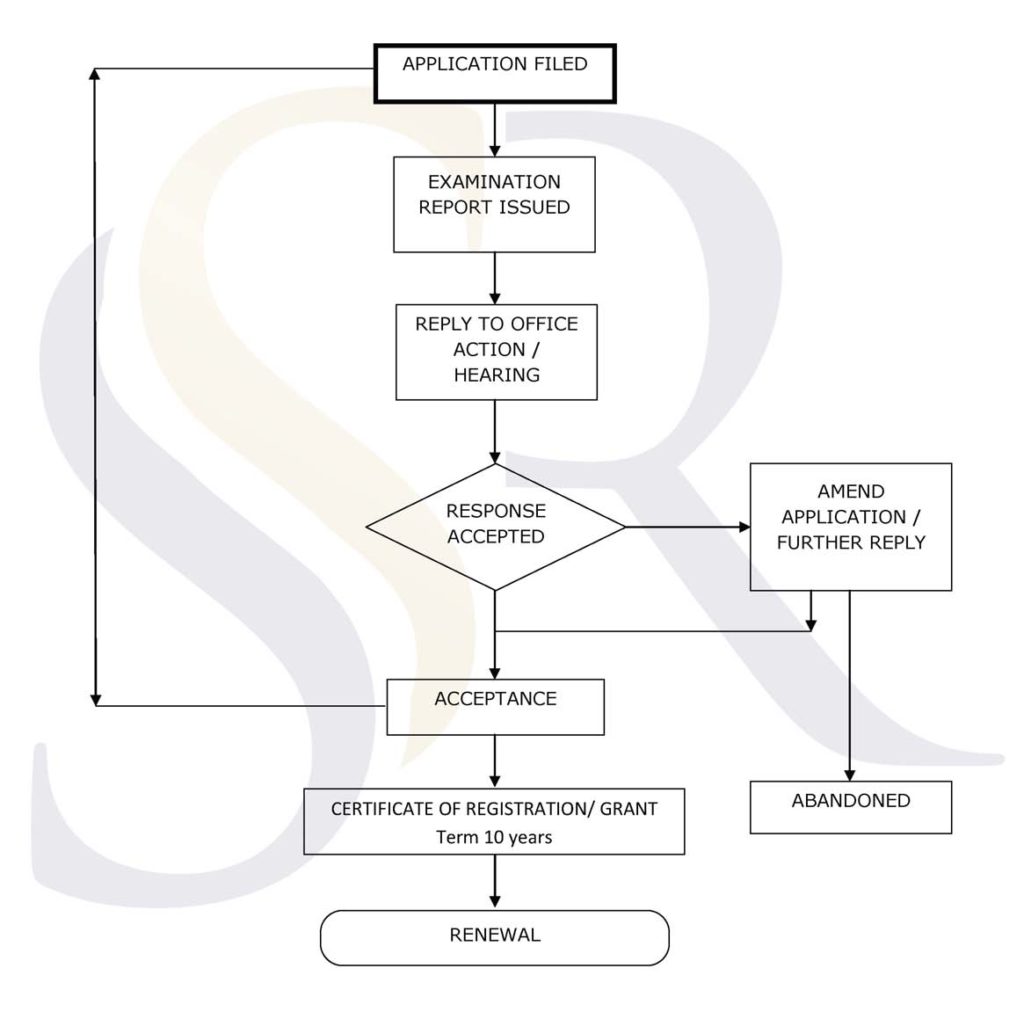 APPLICATION FILED
EXAMINATION
REPORT ISSUED
REPLY TO OFFICE
ACTION /
HEARING
RESPONSE
ACCEPTED
AMEND
APPLICATION /
FURTHER REPLY
ACCEPTANCE
CERTIFICATE OF REGISTRATION/ GRANT
Term 10 years
ABANDONED
RENEWAL
SSR